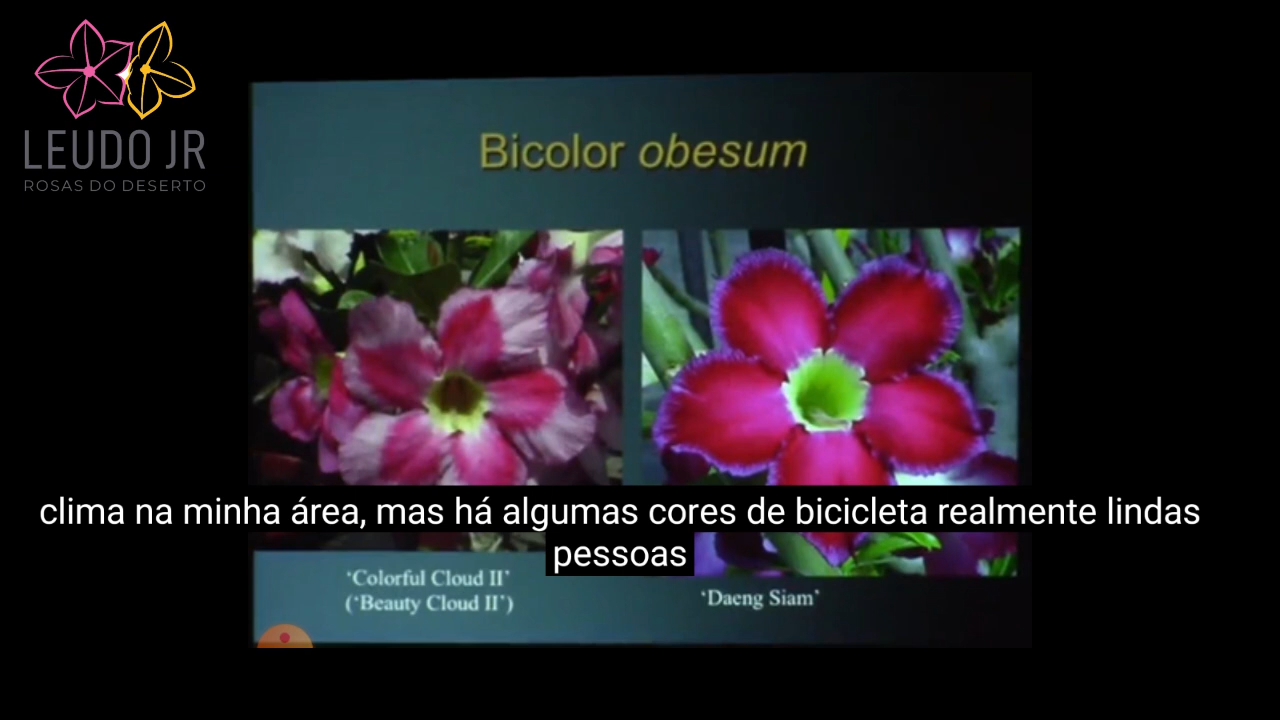 LEUDO JR
ROSAS DO DESERTO
Bicolor obesum
clima na minha área, mas há algumas cores de bicicleta realmente lindas
pessoas
‘Colorful Cloud II’
(‘Beauty Cloud II’)
‘Daeng Siam’